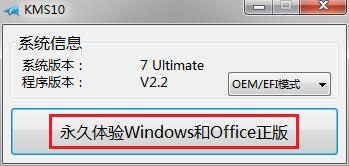 KMS10
系统信息
系统版本： 7 Ultimate
程序版本： V2.2 OEM/EFI模式
永久体验Windows和Office正版